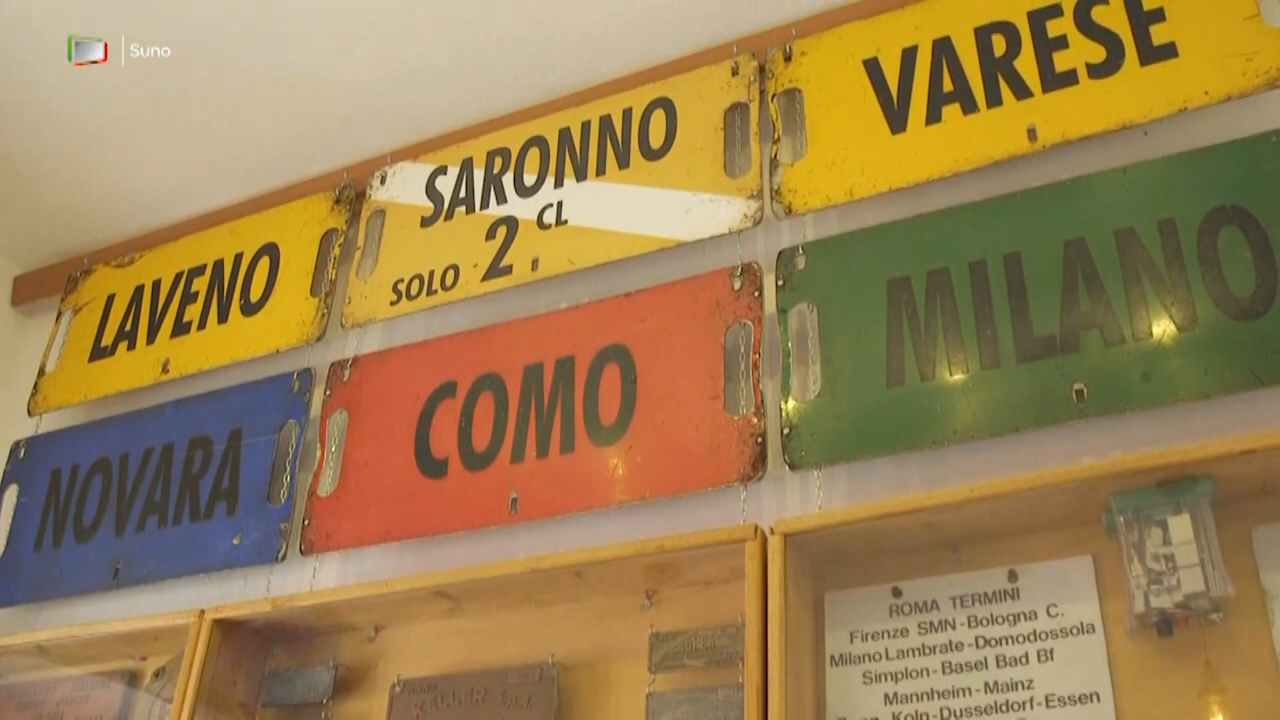 Suno
VARESE
SARONNO
SOLO 2. CL
LAVENO
MILANO
COMO
NOVARA
ROMA TERMINI
Firenze SMN-Bologna C.
Milano Lambrate-Domodossola
Simplon-Basel Bad Bf
Mannheim-Mainz
Koln-Dusseldorf-Essen
KELLER